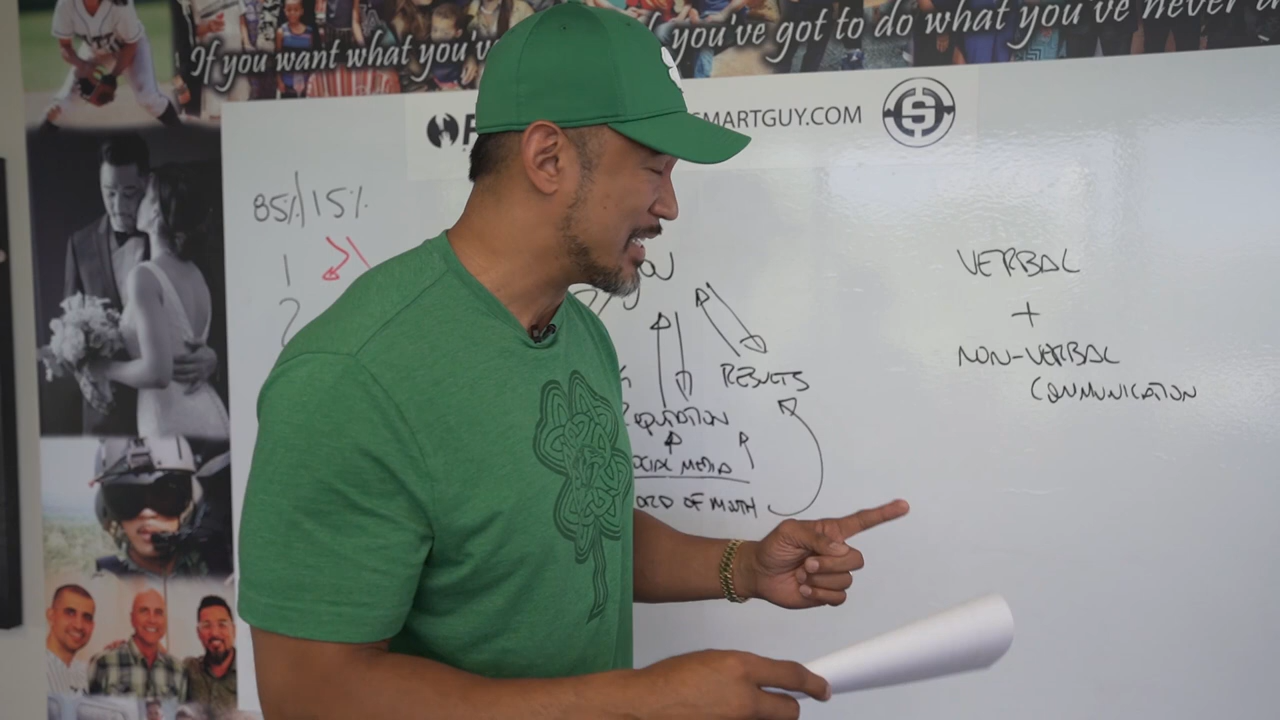 If you want what you've
you've got to do what you've never
SMARTGUY.COM
85% 15%
1
2
VERBAL
+
NON-VERBAL
COMMUNICATION
RESULTS
REPUTATION
SOCIAL MEDIA
WORD OF MOUTH